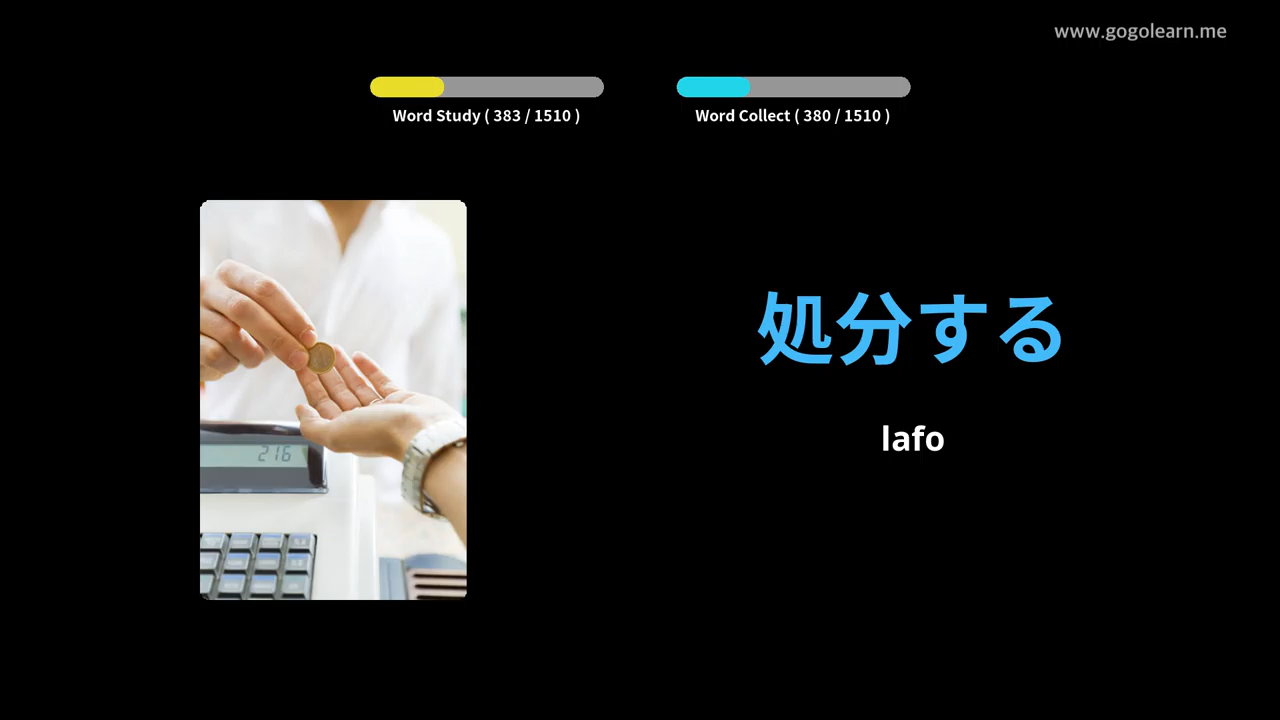 www.gogolearn.me
Word Study ( 383 / 1510 )
Word Collect ( 380 / 1510 )
処分する
lafo
216